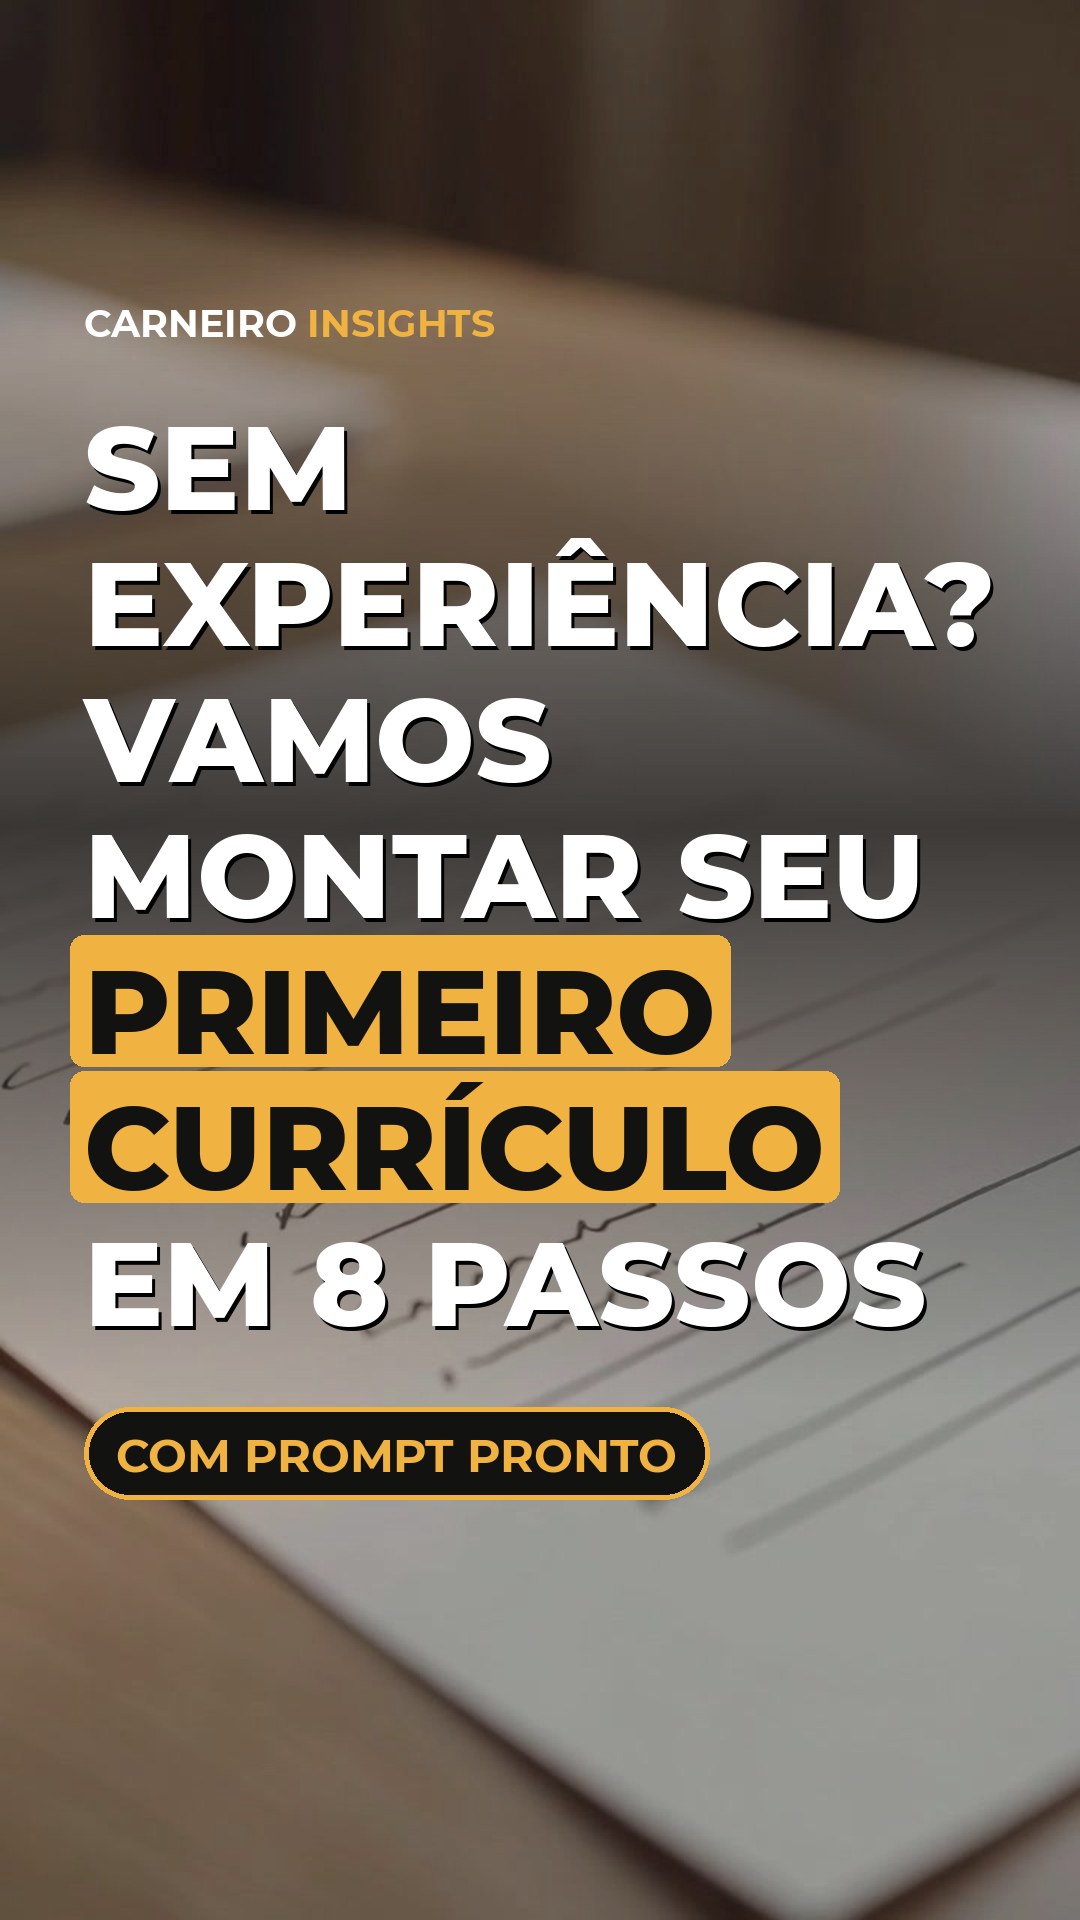 CARNEIRO INSIGHTS
SEM
EXPERIÊNCIA?
VAMOS
MONTAR SEU
PRIMEIRO
CURRÍCULO
EM 8 PASSOS
COM PROMPT PRONTO